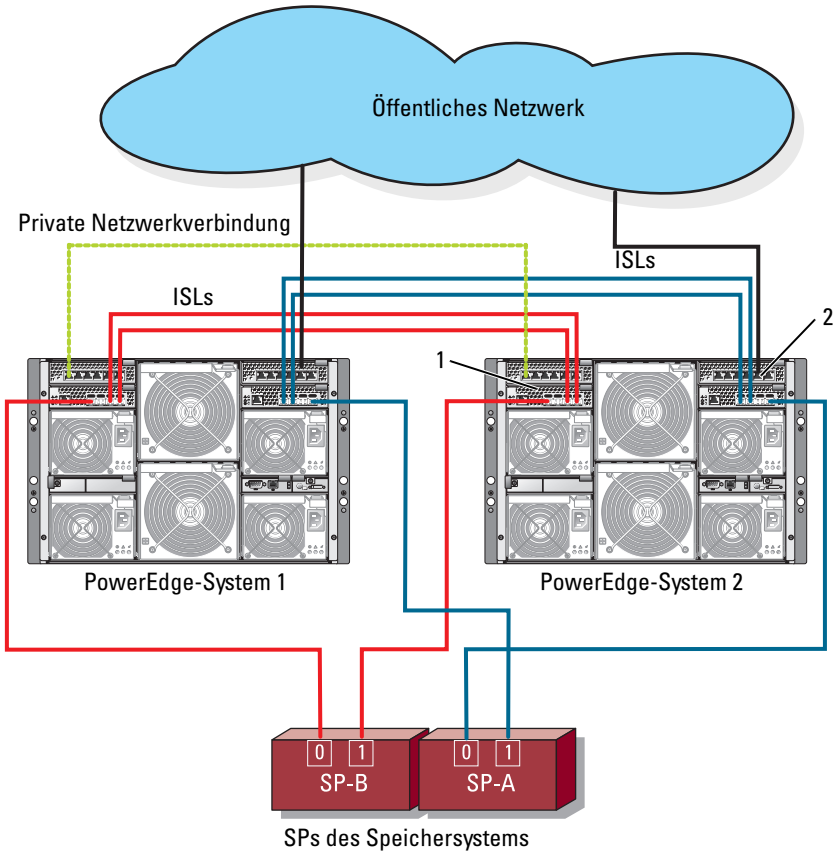 Öffentliches Netzwerk
Private Netzwerkverbindung
ISLs
ISLs
2
1
PowerEdge-System 1
PowerEdge-System 2
0 1
SP-B
0 1
SP-A
SPs des Speichersystems